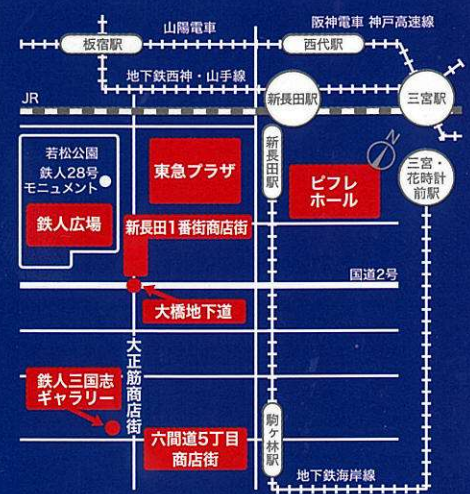 山陽電車
阪神電車 神戸高速線
板宿駅
西代駅
地下鉄西神・山手線
JR
新長田駅
三宮駅
若松公園
鉄人28号
モニュメント
鉄人広場
東急プラザ
新長田駅
ピフレ
ホール
N
三宮・
花時計
前駅
新長田1番街商店街
国道2号
大橋地下道
大正筋商店街
鉄人三国志
ギャラリー
六間道5丁目
商店街
駒ヶ林駅
地下鉄海岸線